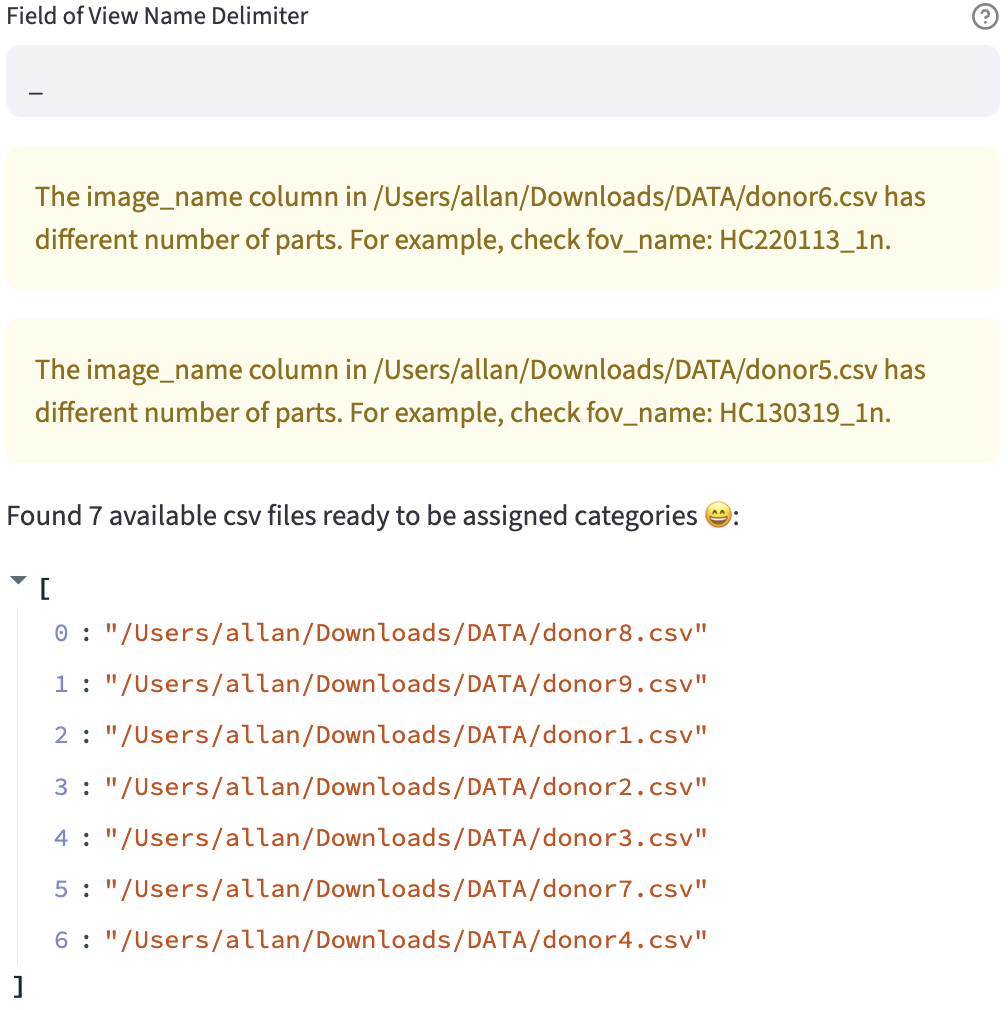 Field of View Name Delimiter
_
The image_name column in /Users/allan/Downloads/DATA/donor6.csv has
different number of parts. For example, check fov_name: HC220113_1n.
The image_name column in /Users/allan/Downloads/DATA/donor5.csv has
different number of parts. For example, check fov_name: HC130319_1n.
Found 7 available csv files ready to be assigned categories 😄:
[
0 : "/Users/allan/Downloads/DATA/donor8.csv"
1 : "/Users/allan/Downloads/DATA/donor9.csv"
2 : "/Users/allan/Downloads/DATA/donor1.csv"
3 : "/Users/allan/Downloads/DATA/donor2.csv"
4 : "/Users/allan/Downloads/DATA/donor3.csv"
5 : "/Users/allan/Downloads/DATA/donor7.csv"
6 : "/Users/allan/Downloads/DATA/donor4.csv"
]